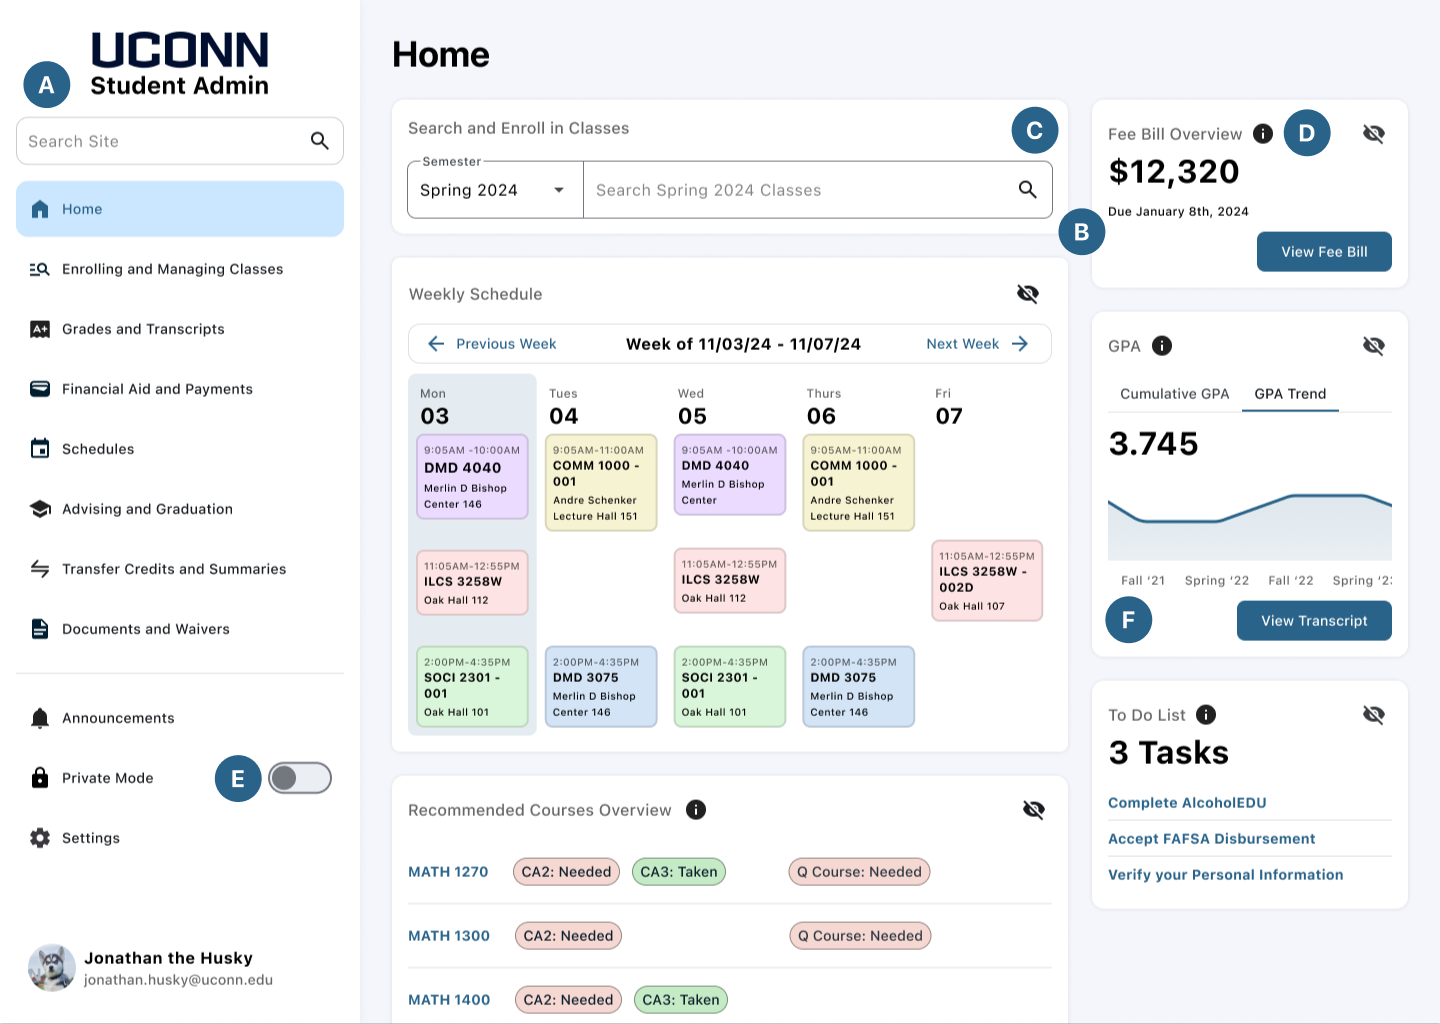 UCONN
Student Admin
A
Search Site
Home
Enrolling and Managing Classes
A+
Grades and Transcripts
Financial Aid and Payments
Schedules
Advising and Graduation
Transfer Credits and Summaries
Documents and Waivers
Announcements
Private Mode
E
Settings
Jonathan the Husky
jonathan.husky@uconn.edu
Home
Search and Enroll in Classes
C
Semester
Spring 2024
Search Spring 2024 Classes
B
Weekly Schedule
Previous Week
Week of 11/03/24 - 11/07/24
Next Week
Mon
03
9:05AM -10:00AM
DMD 4040
Merlin D Bishop
Center 146
11:05AM-12:55PM
ILCS 3258W
Oak Hall 112
2:00PM-4:35PM
SOCI 2301 -
001
Oak Hall 101
Tues
04
9:05AM-11:00AM
COMM 1000 -
001
Andre Schenker
Lecture Hall 151
2:00PM-4:35PM
DMD 3075
Merlin D Bishop
Center 146
Wed
05
9:05AM -10:00AM
DMD 4040
Merlin D Bishop
Center
11:05AM-12:55PM
ILCS 3258W
Oak Hall 112
2:00PM-4:35PM
SOCI 2301 -
001
Oak Hall 101
Thurs
06
9:05AM-11:00AM
COMM 1000 -
001
Andre Schenker
Lecture Hall 151
2:00PM-4:35PM
DMD 3075
Merlin D Bishop
Center 146
Fri
07
11:05AM-12:55PM
ILCS 3258W -
002D
Oak Hall 107
Recommended Courses Overview
MATH 1270 CA2: Needed CA3: Taken Q Course: Needed
MATH 1300 CA2: Needed Q Course: Needed
MATH 1400 CA2: Needed CA3: Taken
Fee Bill Overview
D
$12,320
Due January 8th, 2024
View Fee Bill
GPA
Cumulative GPA
GPA Trend
3.745
Fall ‘21 Spring ‘22 Fall ‘22 Spring ‘2
F
View Transcript
To Do List
3 Tasks
Complete AlcoholEDU
Accept FAFSA Disbursement
Verify your Personal Information